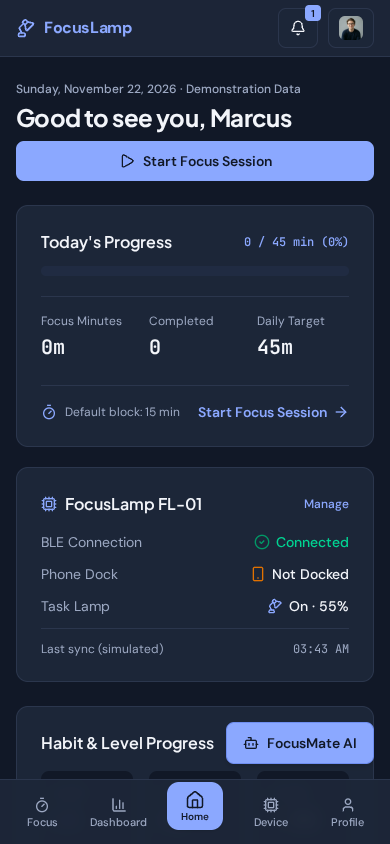 FocusLamp
1
Sunday, November 22, 2026 · Demonstration Data
Good to see you, Marcus
Start Focus Session
Today's Progress
0 / 45 min (0%)
Focus Minutes
Completed
Daily Target
0m
0
45m
Default block: 15 min
Start Focus Session
FocusLamp FL-01
Manage
BLE Connection
Connected
Phone Dock
Not Docked
Task Lamp
On · 55%
Last sync (simulated)
03:43 AM
Habit & Level Progress
FocusMate AI
Focus
Dashboard
Home
Device
Profile